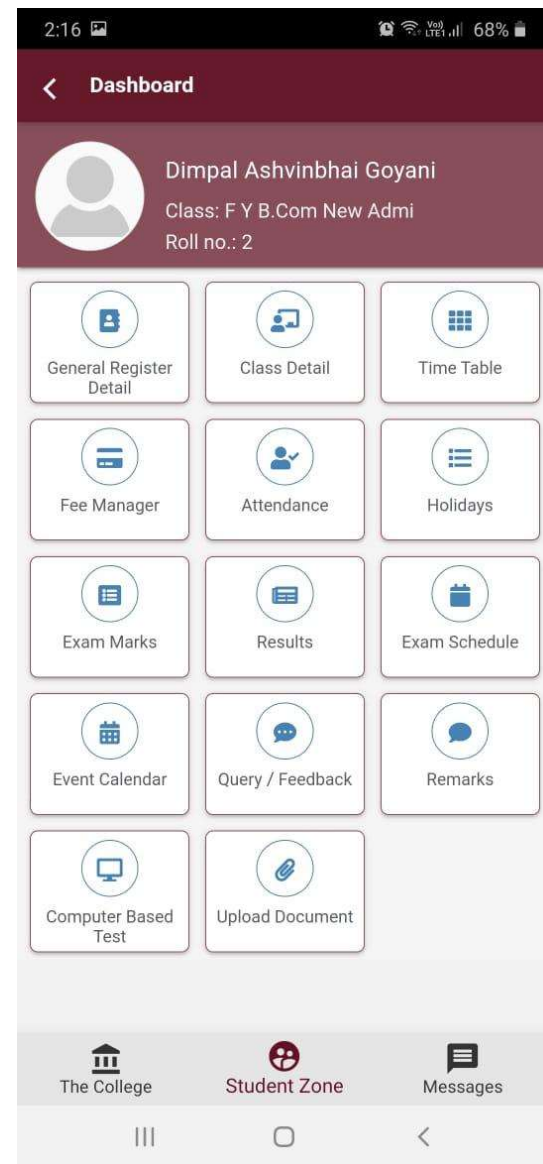 2:16
Vo)) LTE1 68%
Dashboard
Dimpal Ashvinbhai Goyani
Class: F Y B.Com New Admi
Roll no.: 2
General Register
Detail
Class Detail
Time Table
Fee Manager
Attendance
Holidays
Exam Marks
Results
Exam Schedule
Event Calendar
Query / Feedback
Remarks
Computer Based
Test
Upload Document
The College
Student Zone
Messages